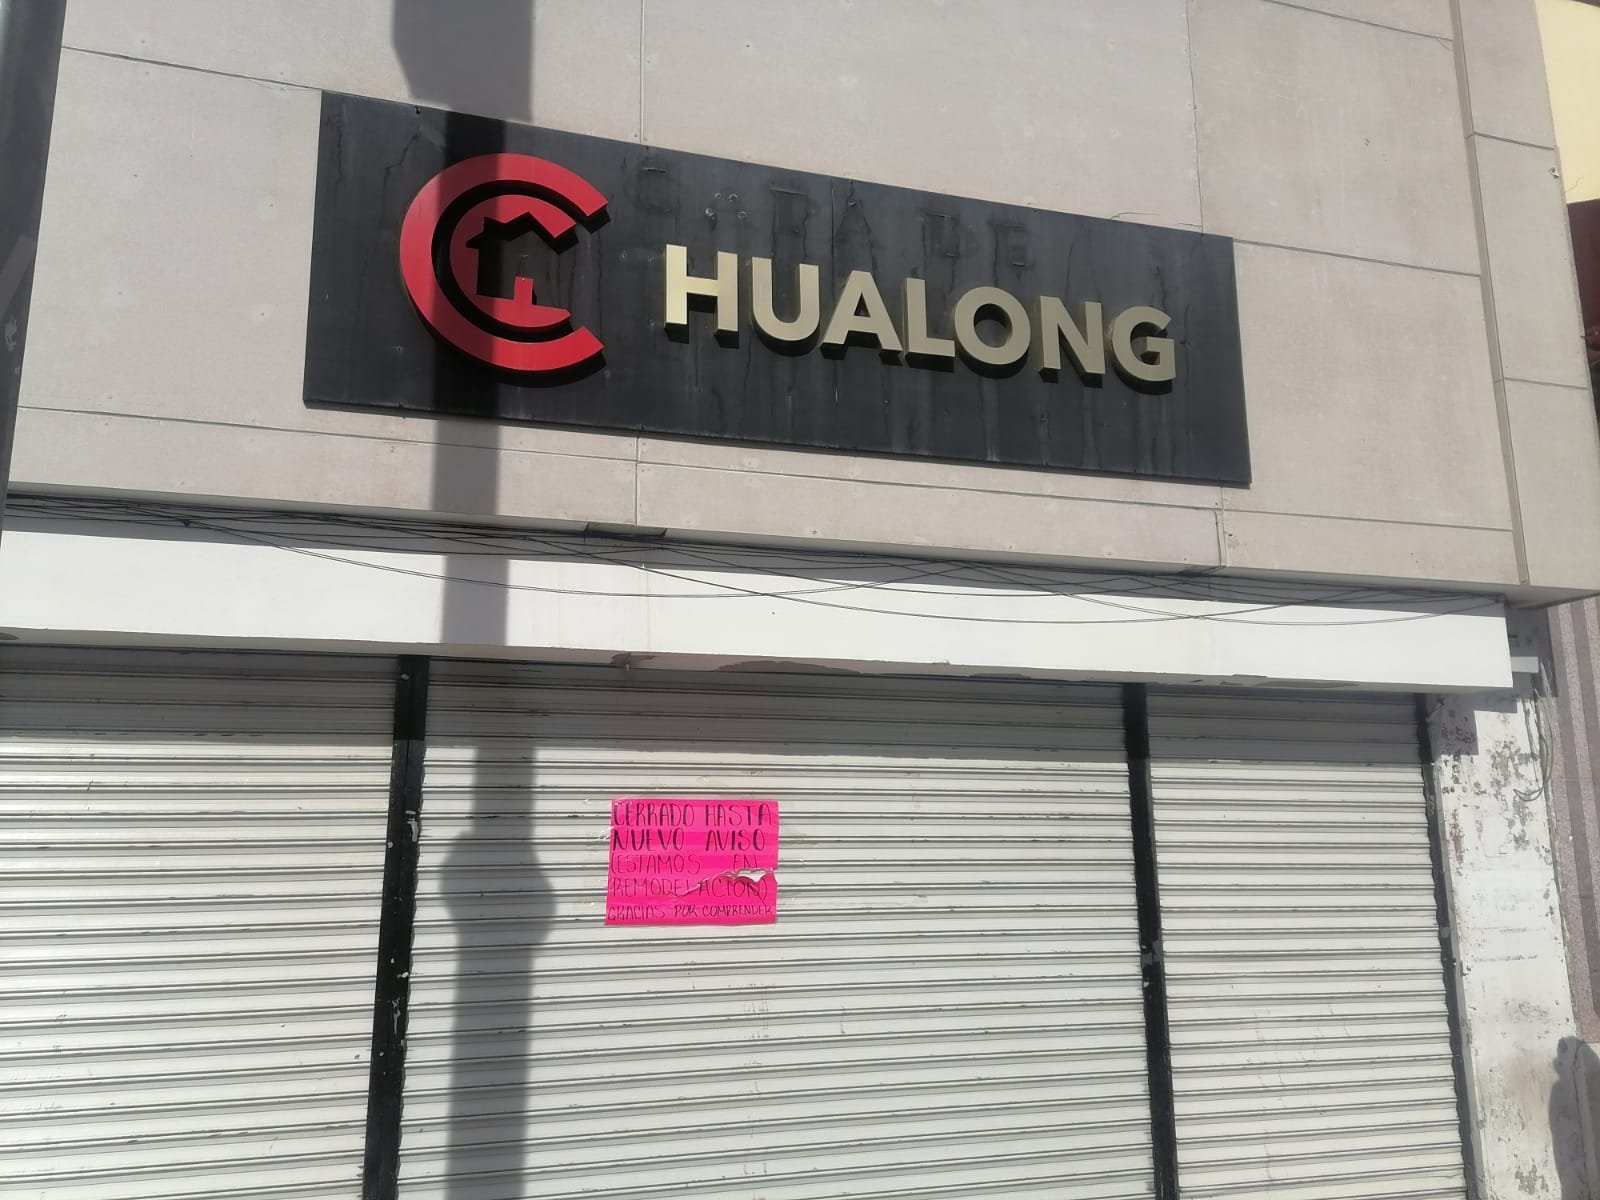 HUALONG
CERRADO HASTA
NUEVO AVISO
(ESTAMOS EN
REMODELACION)
GRACIAS POR COMPRENDER